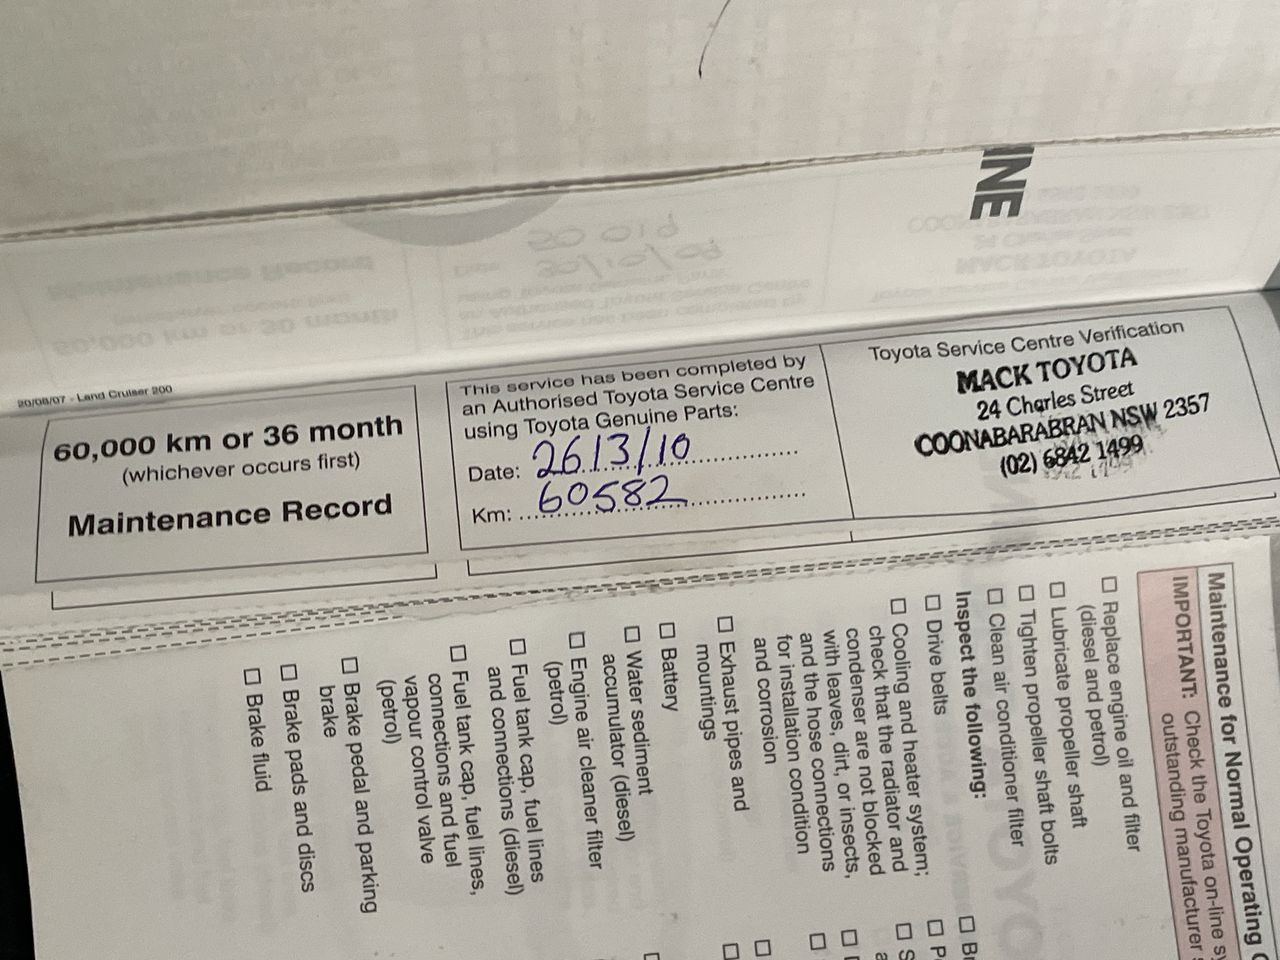 INE
20/08/07 - Land Cruiser 200
60,000 km or 36 month
(whichever occurs first)
Maintenance Record
This service has been completed by
an Authorised Toyota Service Centre
using Toyota Genuine Parts:
Date: 26/3/10
Km: 60582
Toyota Service Centre Verification
MACK TOYOTA
24 Charles Street
COONABARABRAN NSW 2357
(02) 6842 1499
Maintenance for Normal Operating C
IMPORTANT: Check the Toyota on-line sy
outstanding manufacturer s
☐ Replace engine oil and filter
(diesel and petrol)
☐ Lubricate propeller shaft
☐ Tighten propeller shaft bolts
☐ Clean air conditioner filter
Inspect the following:
☐ Drive belts
☐ Cooling and heater system;
check that the radiator and
condenser are not blocked
with leaves, dirt, or insects,
and the hose connections
for installation condition
and corrosion
☐ Exhaust pipes and
mountings
☐ Battery
☐ Water sediment
accumulator (diesel)
☐ Engine air cleaner filter
(petrol)
☐ Fuel tank cap, fuel lines
and connections (diesel)
☐ Fuel tank cap, fuel lines,
connections and fuel
vapour control valve
(petrol)
☐ Brake pedal and parking
brake
☐ Brake pads and discs
☐ Brake fluid